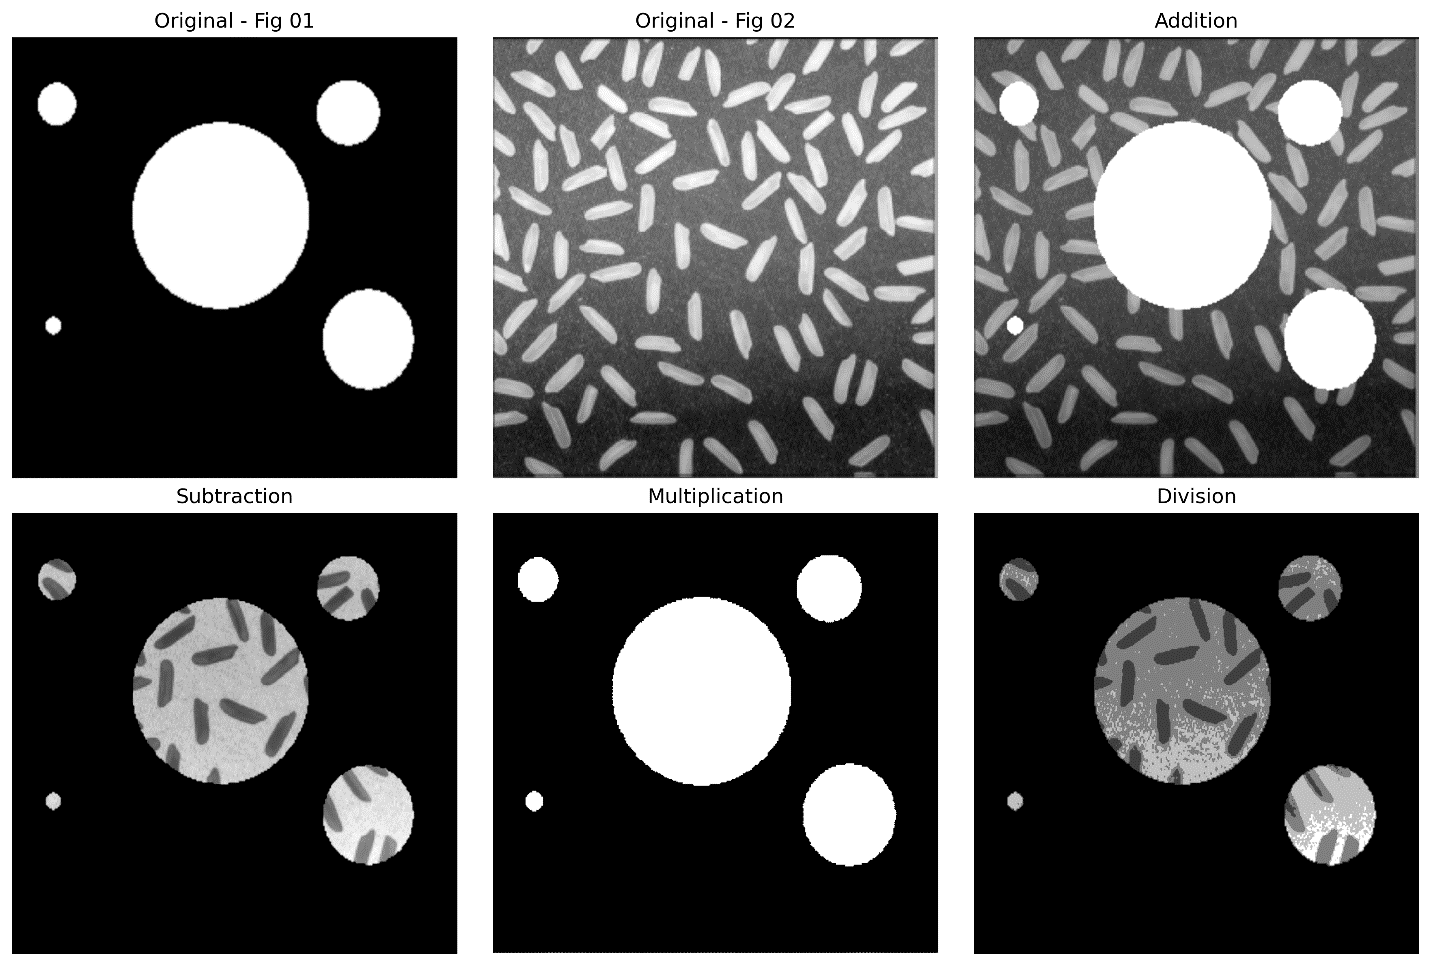 Original - Fig 01
Original - Fig 02
Addition
Subtraction
Multiplication
Division